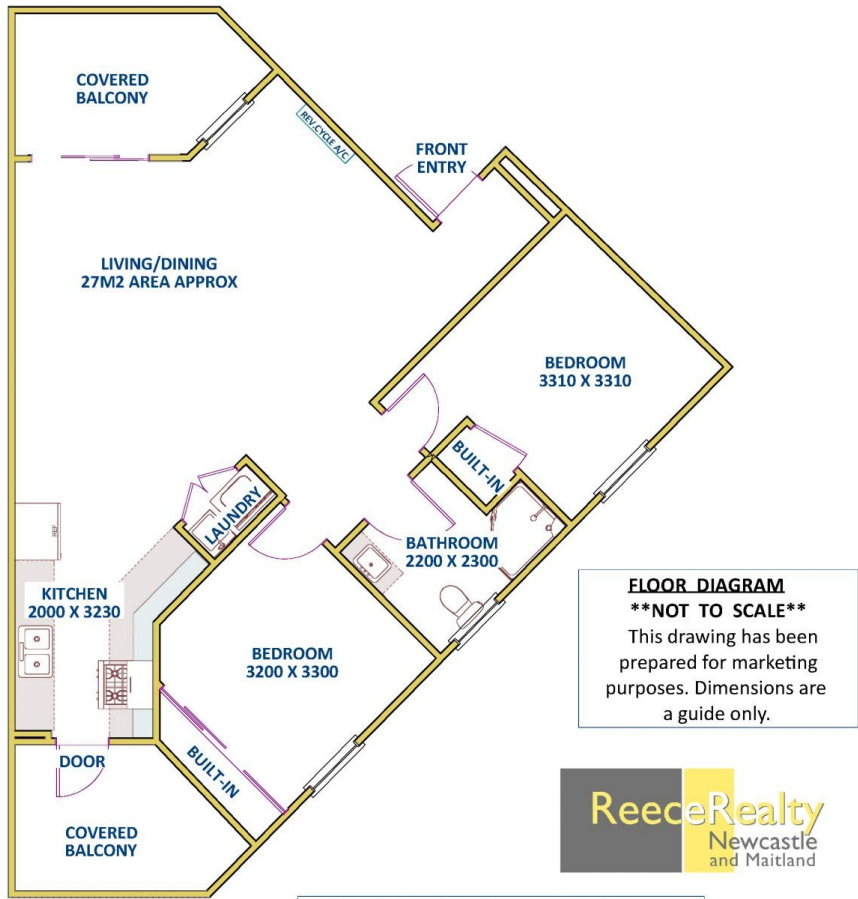 COVERED
BALCONY
REV.CYCLE A/C
FRONT
ENTRY
LIVING/DINING
27M2 AREA APPROX
BEDROOM
3310 X 3310
BUILT-IN
LAUNDRY
REF
BATHROOM
2200 X 2300
KITCHEN
2000 X 3230
BEDROOM
3200 X 3300
BUILT-IN
DOOR
COVERED
BALCONY
FLOOR DIAGRAM
**NOT TO SCALE**
This drawing has been
prepared for marketing
purposes. Dimensions are
a guide only.
ReeceRealty
Newcastle
and Maitland